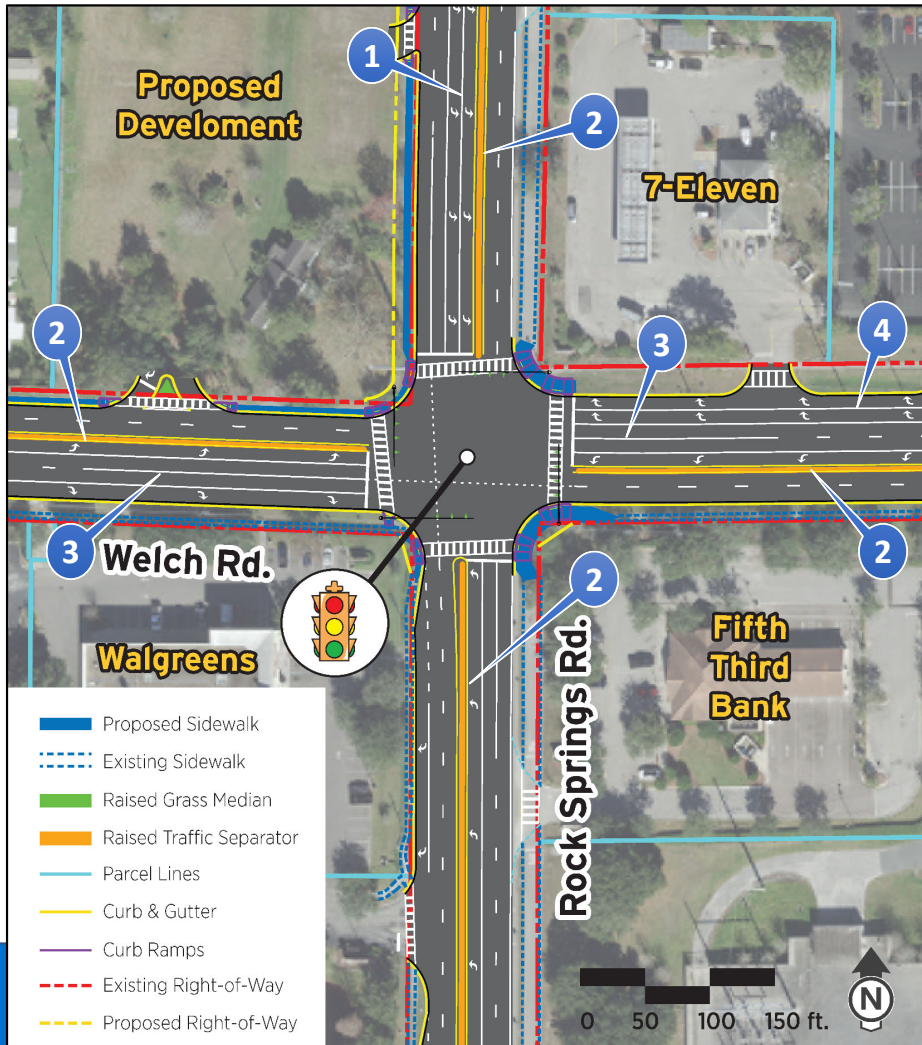 1
Proposed
Develoment
2
7-Eleven
2
3
4
3
Welch Rd.
2
2
Walgreens
Rock Springs Rd.
Fifth
Third
Bank
Proposed Sidewalk
Existing Sidewalk
Raised Grass Median
Raised Traffic Separator
Parcel Lines
Curb & Gutter
Curb Ramps
Existing Right-of-Way
Proposed Right-of-Way
0 50 100 150 ft.
N